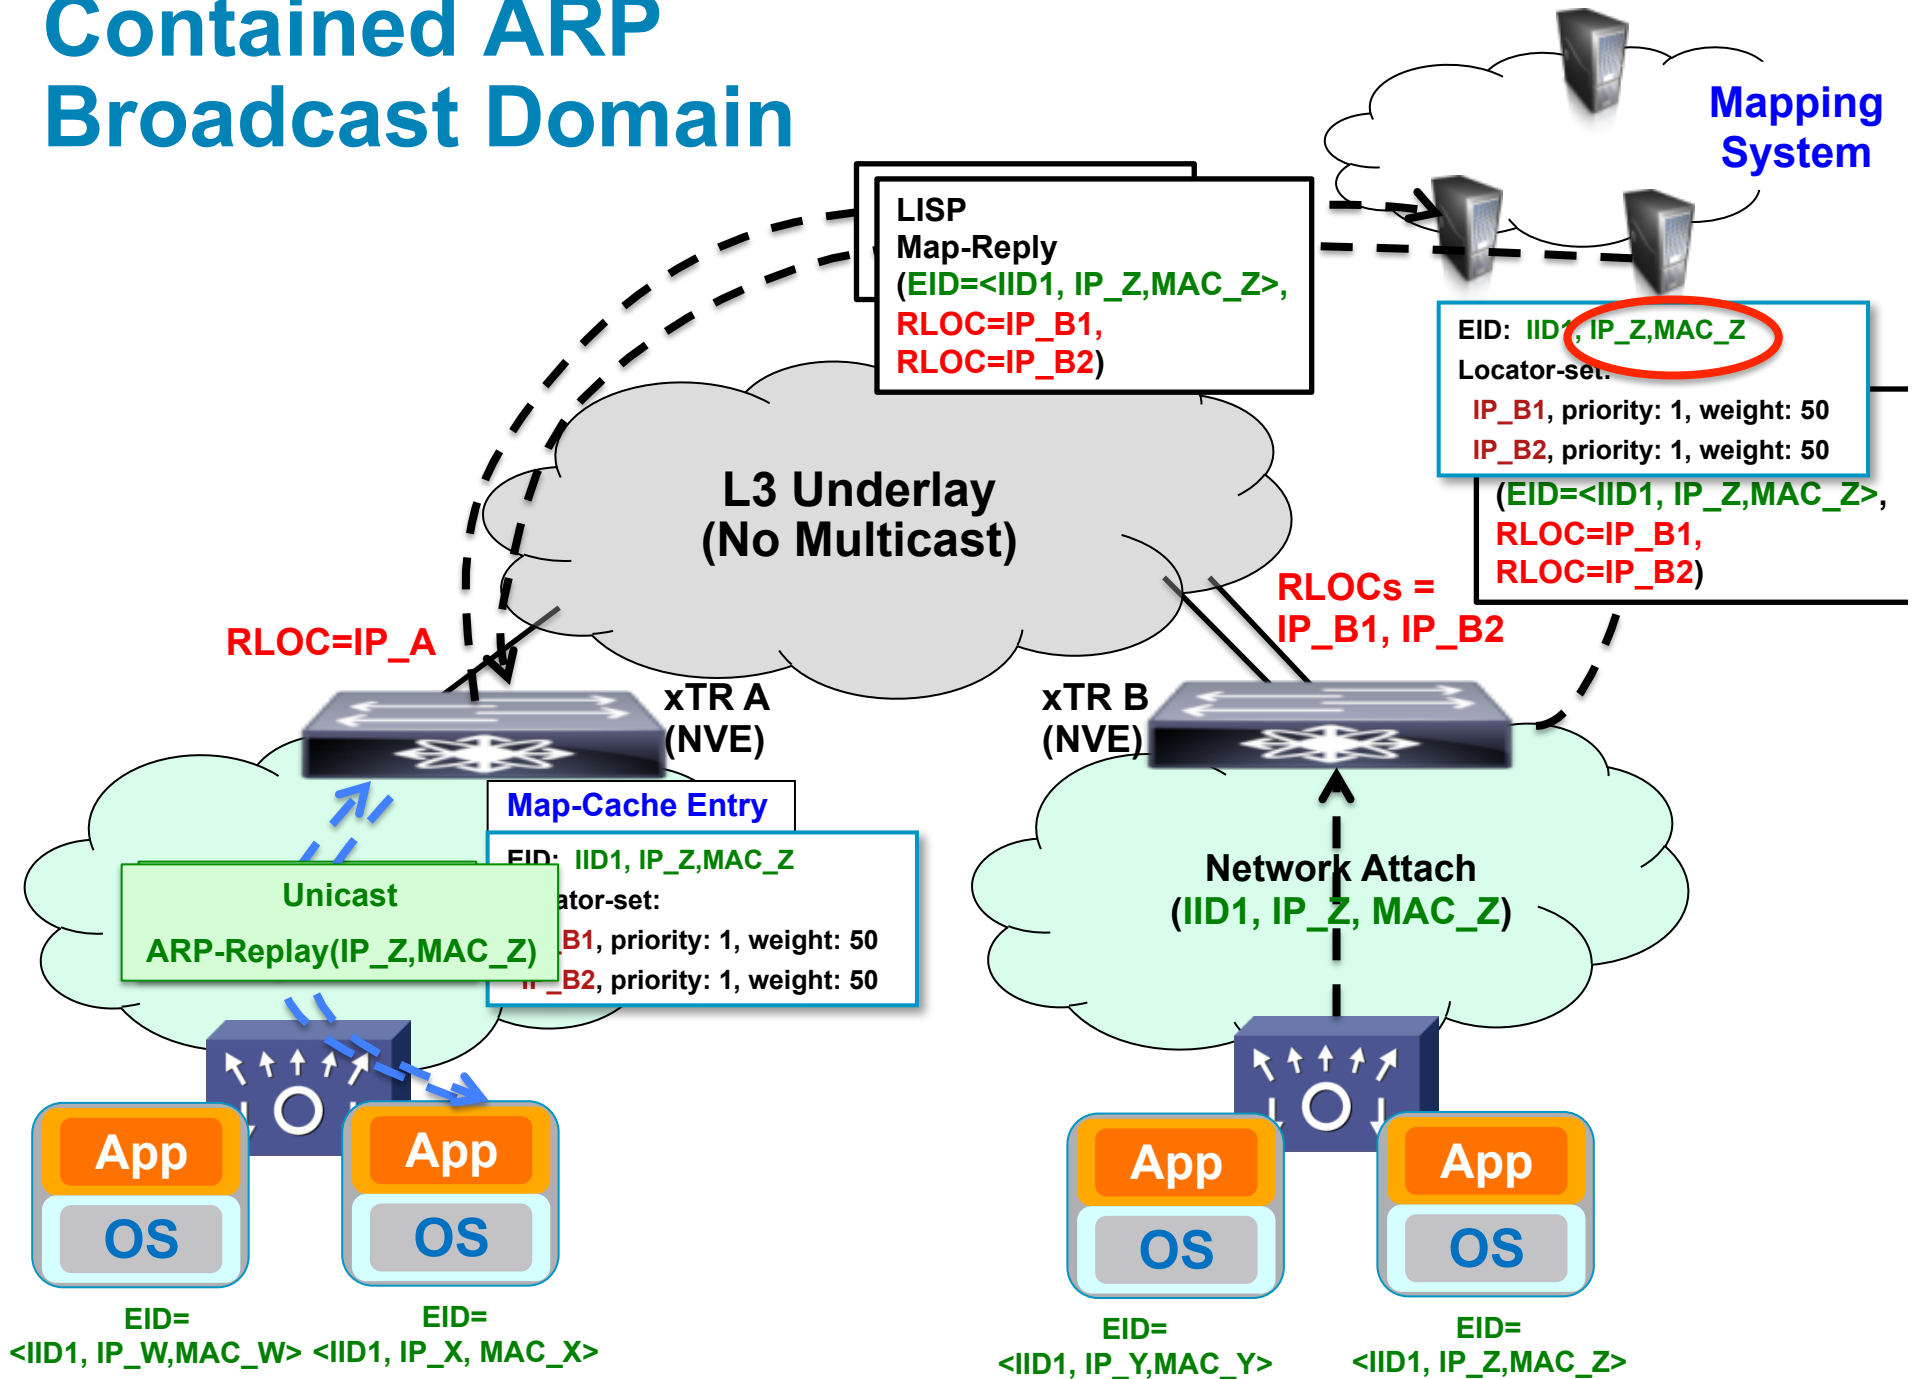 Contained ARP
Broadcast Domain
Mapping
System
LISP
Map-Reply
(EID=<IID1, IP_Z,MAC_Z>,
RLOC=IP_B1,
RLOC=IP_B2)
EID: IID1, IP_Z,MAC_Z
Locator-set:
IP_B1, priority: 1, weight: 50
IP_B2, priority: 1, weight: 50
(EID=<IID1, IP_Z,MAC_Z>,
RLOC=IP_B1,
RLOC=IP_B2)
L3 Underlay
(No Multicast)
RLOCs =
IP_B1, IP_B2
RLOC=IP_A
xTR A
(NVE)
xTR B
(NVE)
Map-Cache Entry
EID: IID1, IP_Z,MAC_Z
ator-set:
_B1, priority: 1, weight: 50
IP_B2, priority: 1, weight: 50
Unicast
ARP-Replay(IP_Z,MAC_Z)
Network Attach
(IID1, IP_Z, MAC_Z)
App
OS
App
OS
App
OS
App
OS
EID=
<IID1, IP_W,MAC_W>
EID=
<IID1, IP_X, MAC_X>
EID=
<IID1, IP_Y,MAC_Y>
EID=
<IID1, IP_Z,MAC_Z>